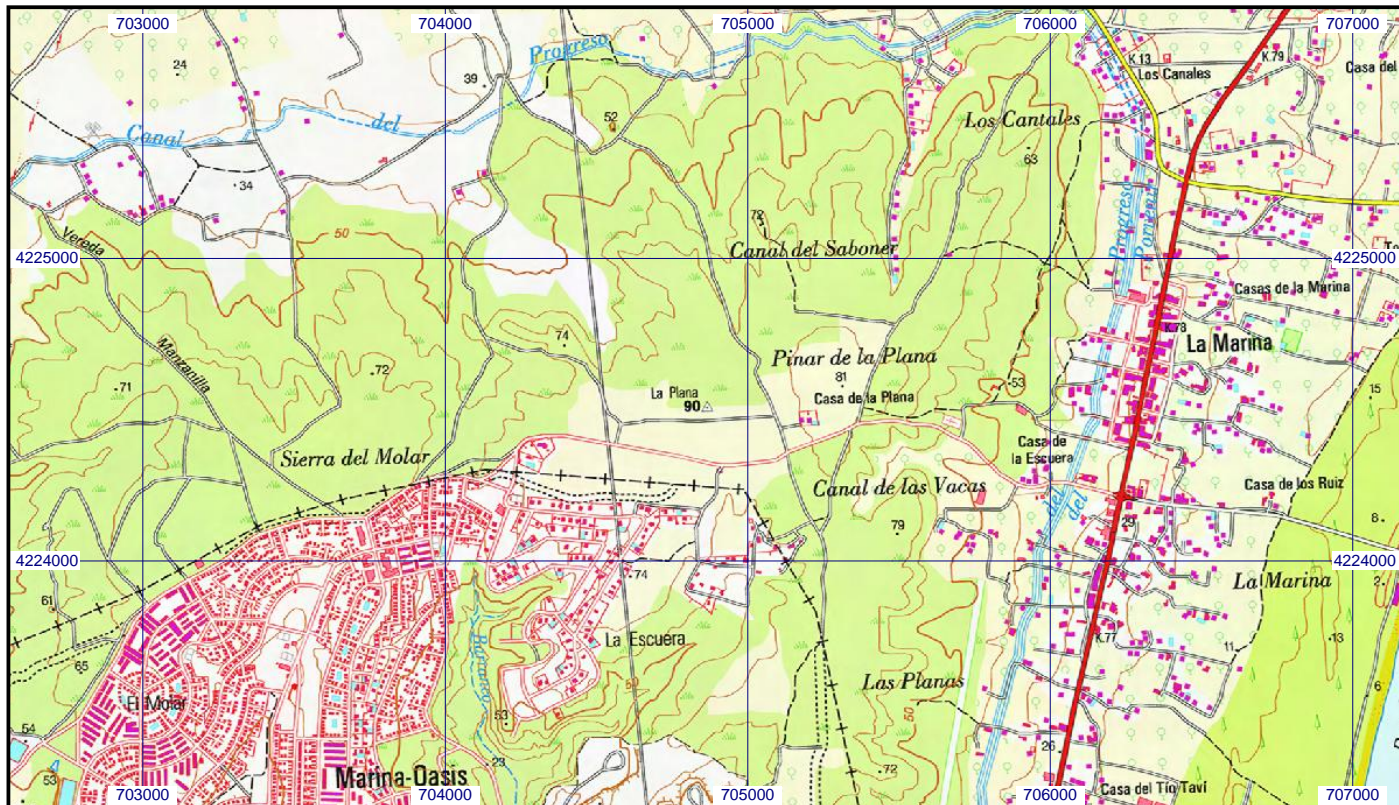 703000
704000
705000
706000
707000
K 13
K.79
Los Canales
Casa del
24
39
Progreso
Canal
del
52
Los Cantales
63
34
Progreso
Poniente
Vereda
50
72
Canal del Saboner
4225000
4225000
Casas de la Marina
K.78
La Marina
74
Manzanilla
71
72
Pinar de la Plana
81
53
15
La Plana
90
Casa de la Plana
Sierra del Molar
Casa de
la Escuera
Canal de las Vacas
Casa de los Ruiz
del
del
79
29
8
4224000
4224000
74
La Marina
2
61
La Escuera
Barranco
K.77
13
11
65
50
Las Planas
50
6
El Molar
54
53
26
23
53
72
Marina-Oasis
Casa del Tío Taví
703000
704000
705000
706000
707000